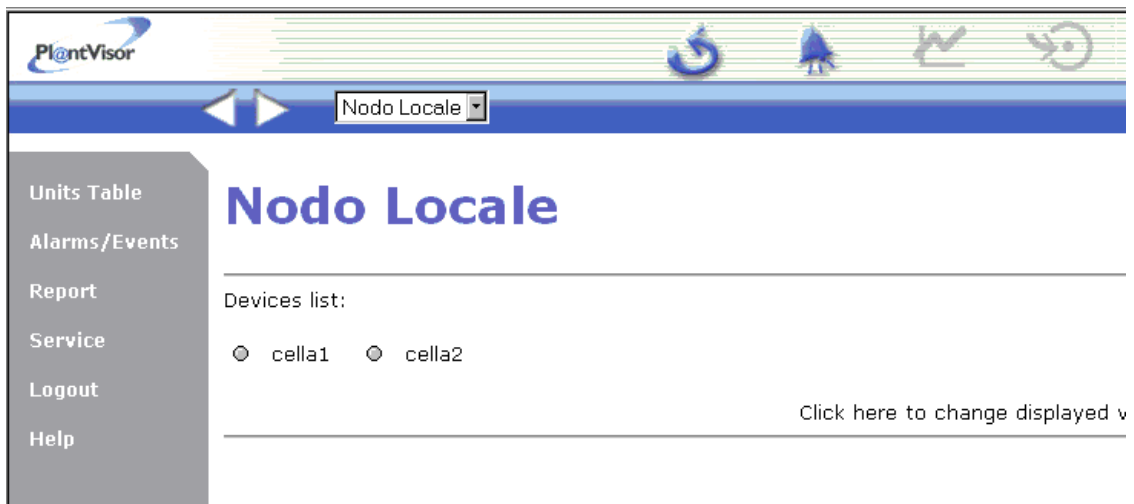 Pl@ntVisor
Nodo Locale
Units Table
Alarms/Events
Report
Service
Logout
Help
Nodo Locale
Devices list:
cella1 cella2
Click here to change displayed v